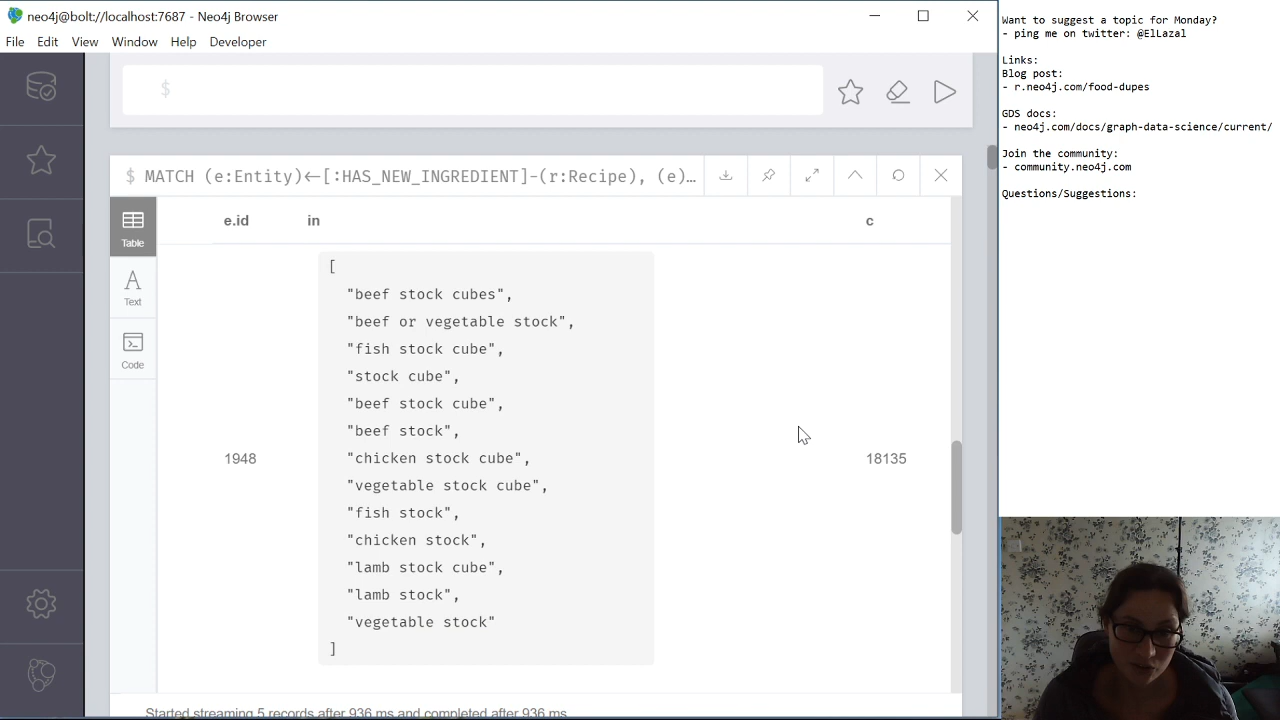 neo4j@bolt://localhost:7687 - Neo4j Browser
File Edit View Window Help Developer
$
$ MATCH (e:Entity)<-[:HAS_NEW_INGREDIENT]-(r:Recipe), (e)…
Table
Text
Code
e.id in c
[
"beef stock cubes",
"beef or vegetable stock",
"fish stock cube",
"stock cube",
"beef stock cube",
"beef stock",
"chicken stock cube",
1948 18135
"vegetable stock cube",
"fish stock",
"chicken stock",
"lamb stock cube",
"lamb stock",
"vegetable stock"
]
Started streaming 5 records after 936 ms and completed after 936 ms.
Want to suggest a topic for Monday?
- ping me on twitter: @ElLazal
Links:
Blog post:
- r.neo4j.com/food-dupes
GDS docs:
- neo4j.com/docs/graph-data-science/current/
Join the community:
- community.neo4j.com
Questions/Suggestions: